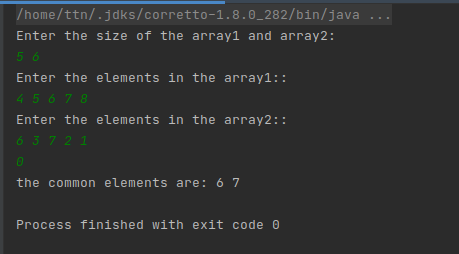 /home/ttn/.jdks/corretto-1.8.0_282/bin/java ...
Enter the size of the array1 and array2:
5 6
Enter the elements in the array1::
4 5 6 7 8
Enter the elements in the array2::
6 3 7 2 1
0
the common elements are: 6 7
Process finished with exit code 0